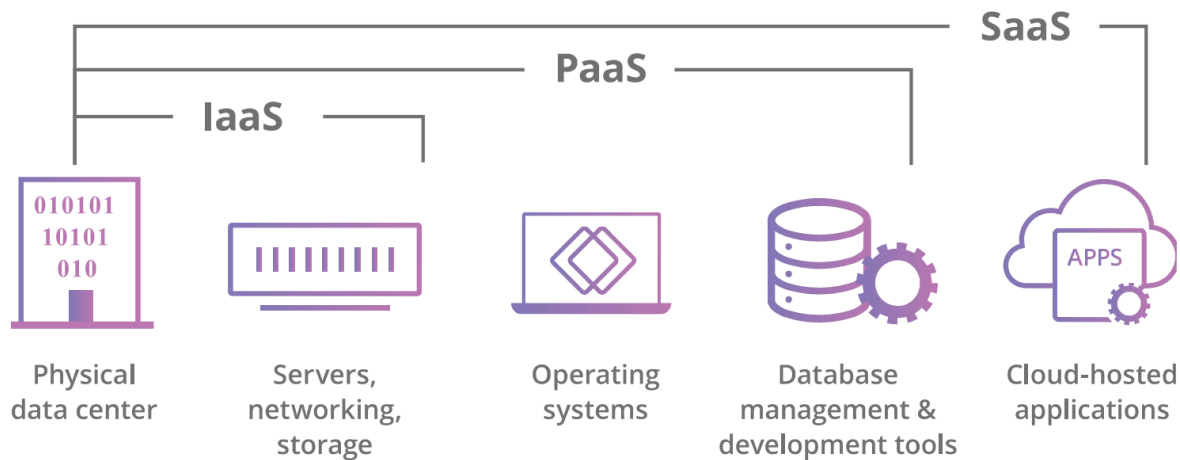 SaaS
PaaS
IaaS
010101
10101
010
APPS
Physical
data center
Servers,
networking,
storage
Operating
systems
Database
management &
development tools
Cloud-hosted
applications